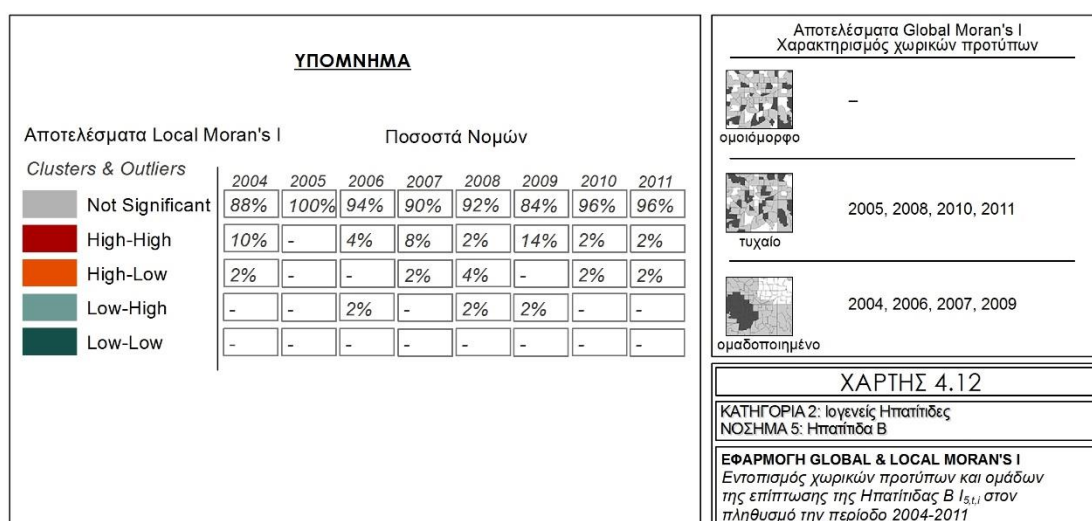 ΥΠΟΜΝΗΜΑ
Αποτελέσματα Local Moran's I Ποσοστά Νομών
Clusters & Outliers
2004 2005 2006 2007 2008 2009 2010 2011
Not Significant 88% 100% 94% 90% 92% 84% 96% 96%
High-High 10% - 4% 8% 2% 14% 2% 2%
High-Low 2% - - 2% 4% - 2% 2%
Low-High - - 2% - 2% 2% - -
Low-Low - - - - - - - -
Αποτελέσματα Global Moran's I
Χαρακτηρισμός χωρικών προτύπων
–
ομοιόμορφο
2005, 2008, 2010, 2011
τυχαίο
2004, 2006, 2007, 2009
ομαδοποιημένο
ΧΑΡΤΗΣ 4.12
ΚΑΤΗΓΟΡΙΑ 2: Ιογενείς Ηπατίτιδες
ΝΟΣΗΜΑ 5: Ηπατίτιδα Β
ΕΦΑΡΜΟΓΗ GLOBAL & LOCAL MORAN'S I
Εντοπισμός χωρικών προτύπων και ομάδων
της επίπτωσης της Ηπατίτιδας Β I5,t,i στον
πληθυσμό την περίοδο 2004-2011